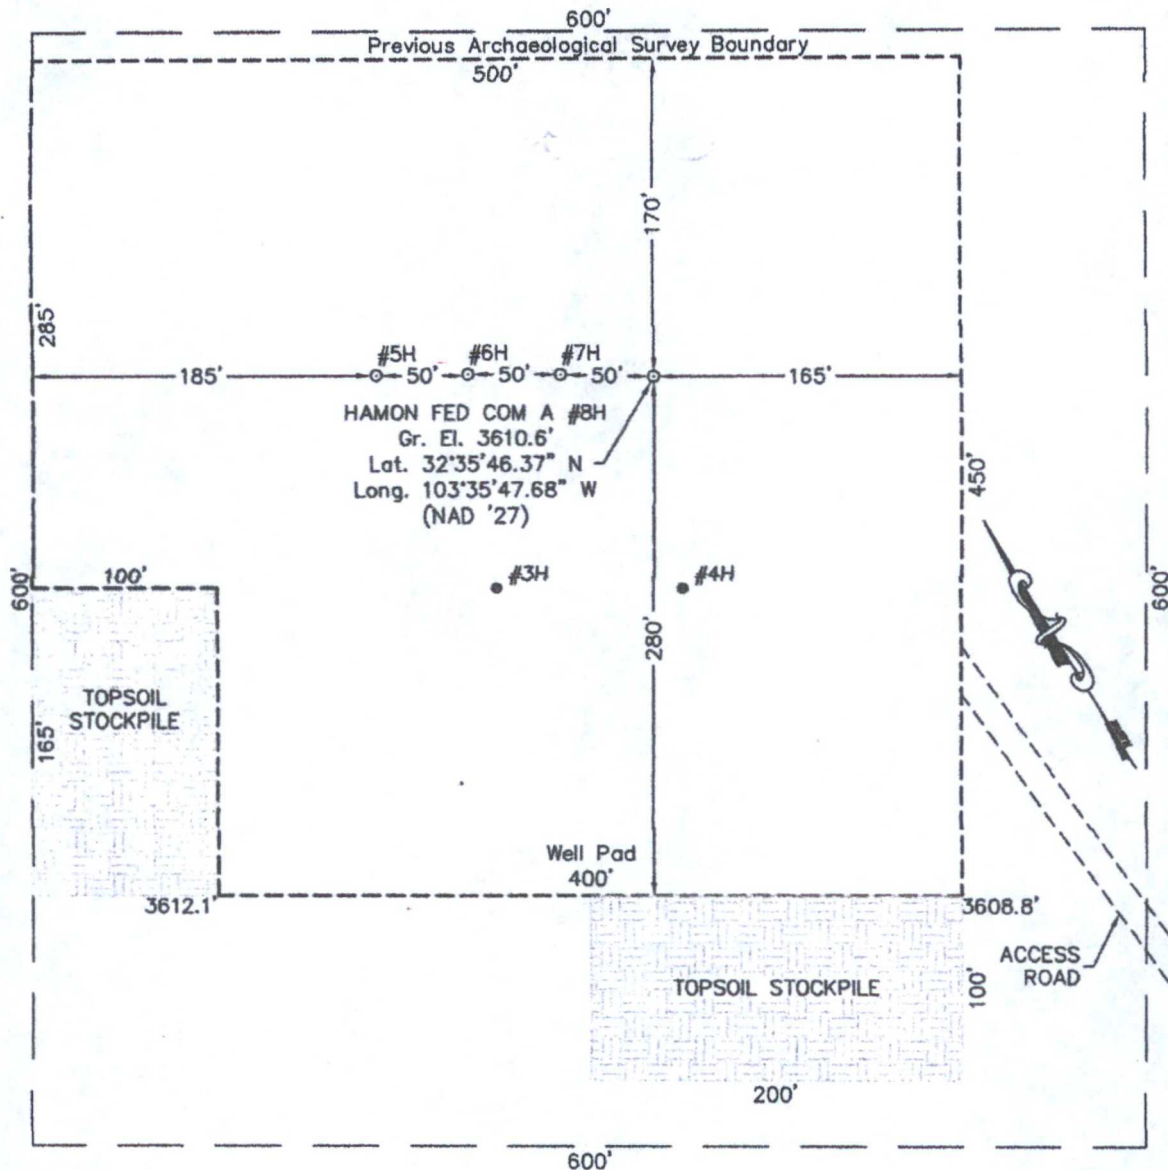 600'
Previous Archaeological Survey Boundary
500'
170'
285'
#5H
#6H
#7H
185'
50'
50'
50'
165'
HAMON FED COM A #8H
Gr. El. 3610.6'
Lat. 32°35'46.37" N
Long. 103°35'47.68" W
(NAD '27)
450'
100'
#3H
#4H
600'
600'
280'
TOPSOIL
STOCKPILE
165'
Well Pad
400'
3612.1'
3608.8'
ACCESS
ROAD
TOPSOIL STOCKPILE
100'
200'
600'